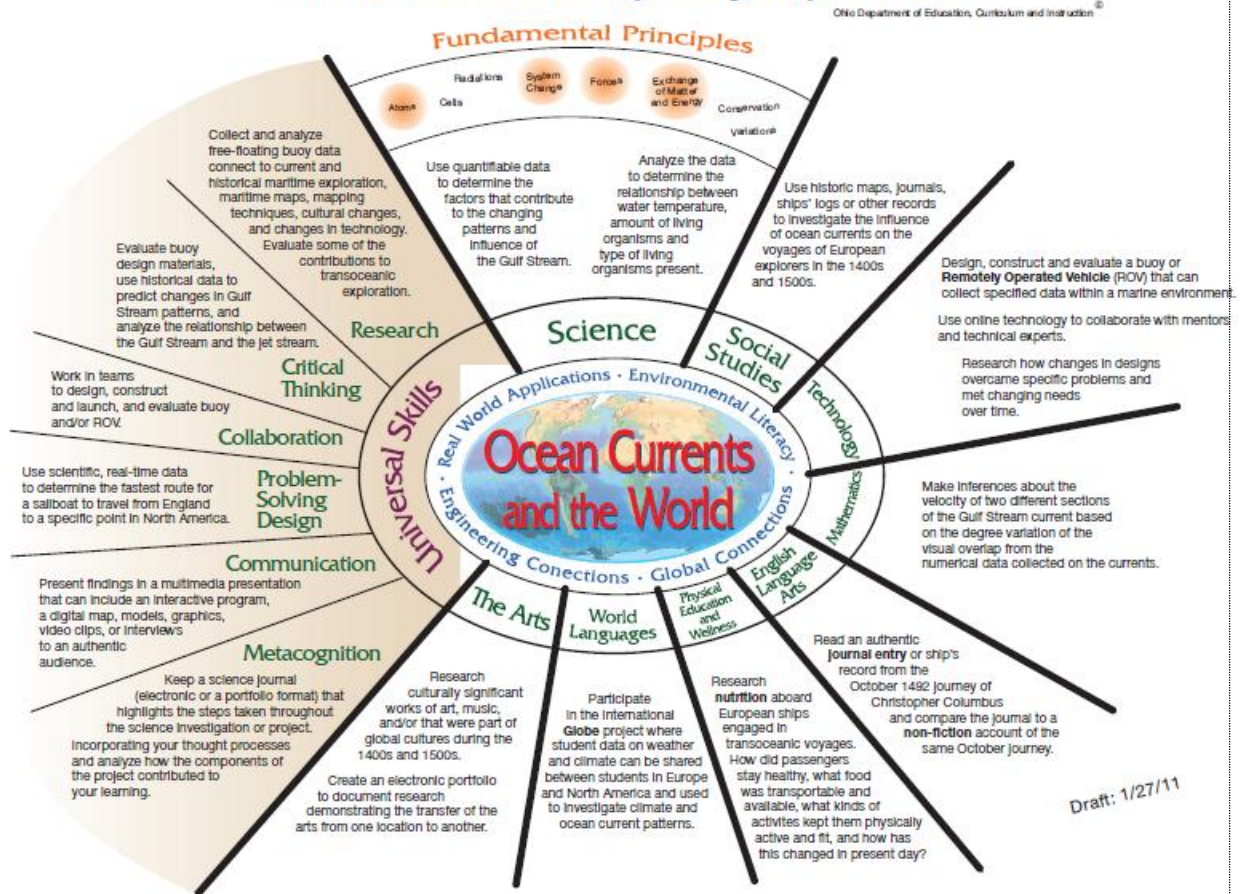 Ohio Department of Education, Curriculum and Instruction ©
Fundamental Principles
Atoms
Radiations
Cells
System
Change
Forces
Exchange
of Matter
and Energy
Conservation
Variations
Collect and analyze
free-floating buoy data
connect to current and
historical maritime exploration,
maritime maps, mapping
techniques, cultural changes,
and changes in technology.
Evaluate some of the
contributions to
transoceanic
exploration.
Use quantifiable data
to determine the
factors that contribute
to the changing
patterns and
influence of
the Gulf Stream.
Analyze the data
to determine the
relationship between
water temperature,
amount of living
organisms and
type of living
organisms present.
Use historic maps, journals,
ships' logs or other records
to investigate the influence
of ocean currents on the
voyages of European
explorers in the 1400s
and 1500s.
Design, construct and evaluate a buoy or
Remotely Operated Vehicle (ROV) that can
collect specified data within a marine environment.
Use online technology to collaborate with mentors
and technical experts.
Research how changes in designs
overcame specific problems and
met changing needs
over time.
Evaluate buoy
design materials,
use historical data to
predict changes in Gulf
Stream patterns, and
analyze the relationship between
the Gulf Stream and the jet stream.
Research
Science
Social
Studies
Technology
Mathematics
English
Language
Arts
Physical
Education
and
Wellness
World
Languages
The Arts
Universal Skills
Critical
Thinking
Work in teams
to design, construct
and launch, and evaluate buoy
and/or ROV.
Collaboration
Use scientific, real-time data
to determine the fastest route for
a sailboat to travel from England
to a specific point in North America.
Problem-
Solving
Design
Communication
Present findings in a multimedia presentation
that can include an interactive program,
a digital map, models, graphics,
video clips, or interviews
to an authentic
audience.
Metacognition
Keep a science journal
(electronic or a portfolio format) that
highlights the steps taken throughout
the science investigation or project.
Incorporating your thought processes
and analyze how the components of
the project contributed to
your learning.
· Real World Applications · Environmental Literacy ·
Ocean Currents
and the World
Engineering Conections · Global Connections
Make inferences about the
velocity of two different sections
of the Gulf Stream current based
on the degree variation of the
visual overlap from the
numerical data collected on the currents.
Read an authentic
journal entry or ship's
record from the
October 1492 journey of
Christopher Columbus
and compare the journal to a
non-fiction account of the
same October journey.
Research
nutrition aboard
European ships
engaged in
transoceanic voyages.
How did passengers
stay healthy, what food
was transportable and
available, what kinds of
activites kept them physically
active and fit, and how has
this changed in present day?
Participate
in the international
Globe project where
student data on weather
and climate can be shared
between students in Europe
and North America and used
to investigate climate and
ocean current patterns.
Research
culturally significant
works of art, music,
and/or that were part of
global cultures during the
1400s and 1500s.
Create an electronic portfolio
to document research
demonstrating the transfer of the
arts from one location to another.
Draft: 1/27/11